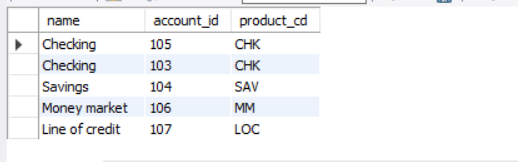 name account_id product_cd
Checking 105 CHK
Checking 103 CHK
Savings 104 SAV
Money market 106 MM
Line of credit 107 LOC